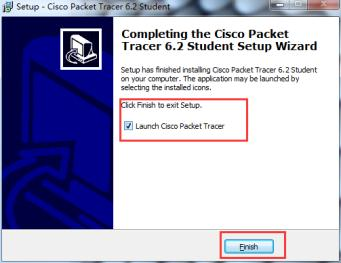 Setup - Cisco Packet Tracer 6.2 Student
Completing the Cisco Packet
Tracer 6.2 Student Setup Wizard
Setup has finished installing Cisco Packet Tracer 6.2 Student
on your computer. The application may be launched by
selecting the installed icons.
Click Finish to exit Setup.
Launch Cisco Packet Tracer
Finish